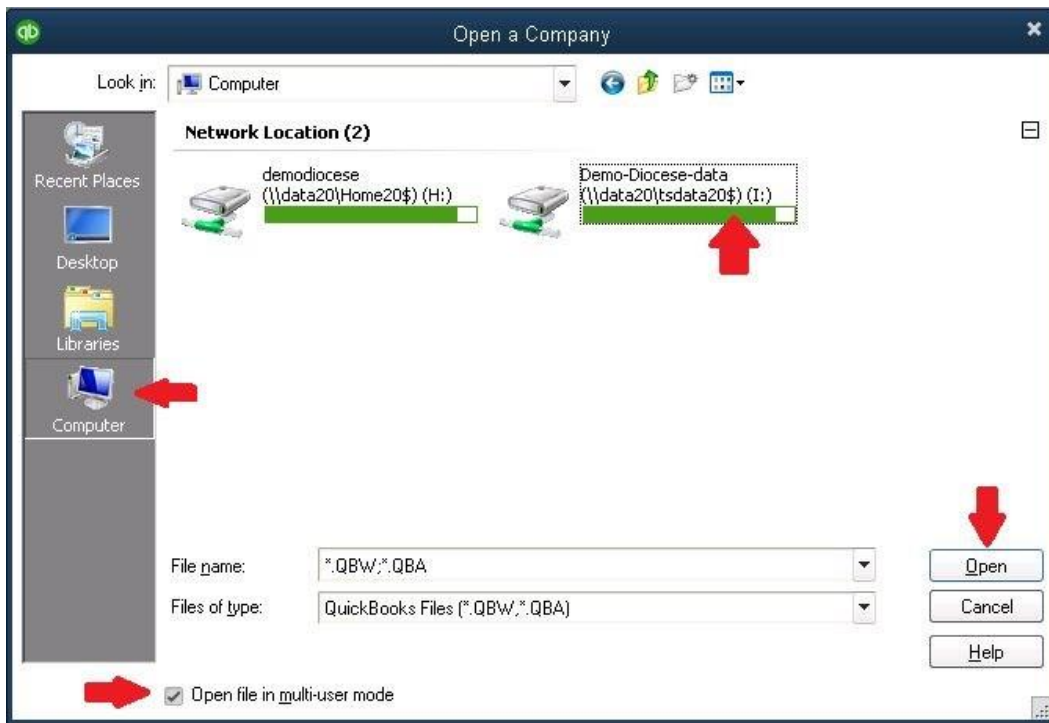 qb
Open a Company
Look in:
Computer
Network Location (2)
Recent Places
Desktop
Libraries
Computer
demodiocese
(\\data20\Home20$) (H:)
Demo-Diocese-data
(\\data20\tsdata20$) (I:)
File name:
*.QBW;*.QBA
Open
Files of type:
QuickBooks Files (*.QBW,*.QBA)
Cancel
Help
Open file in multi-user mode